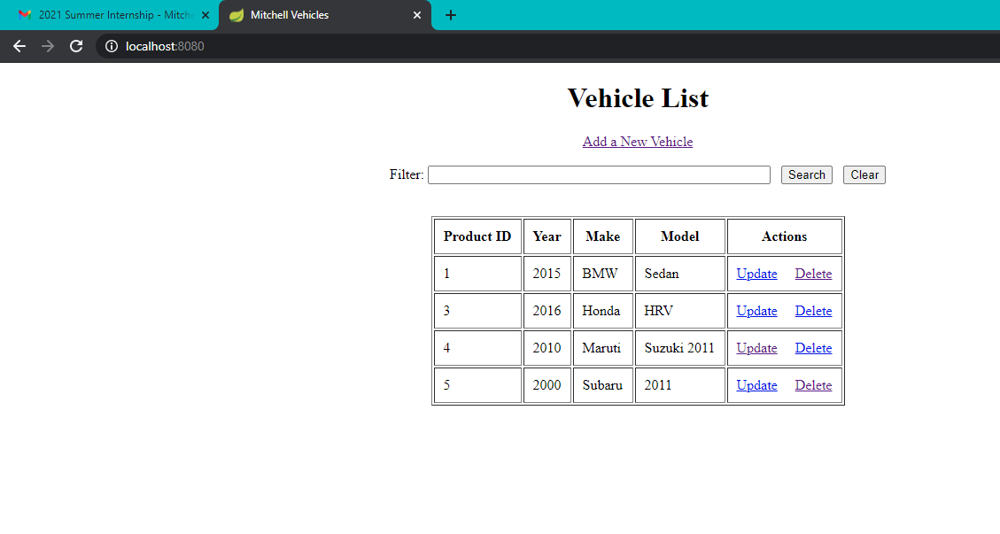 2021 Summer Internship - Mitche
Mitchell Vehicles
localhost:8080
Vehicle List
Add a New Vehicle
Filter: Search Clear
Product ID Year Make Model Actions
1 2015 BMW Sedan Update Delete
3 2016 Honda HRV Update Delete
4 2010 Maruti Suzuki 2011 Update Delete
5 2000 Subaru 2011 Update Delete